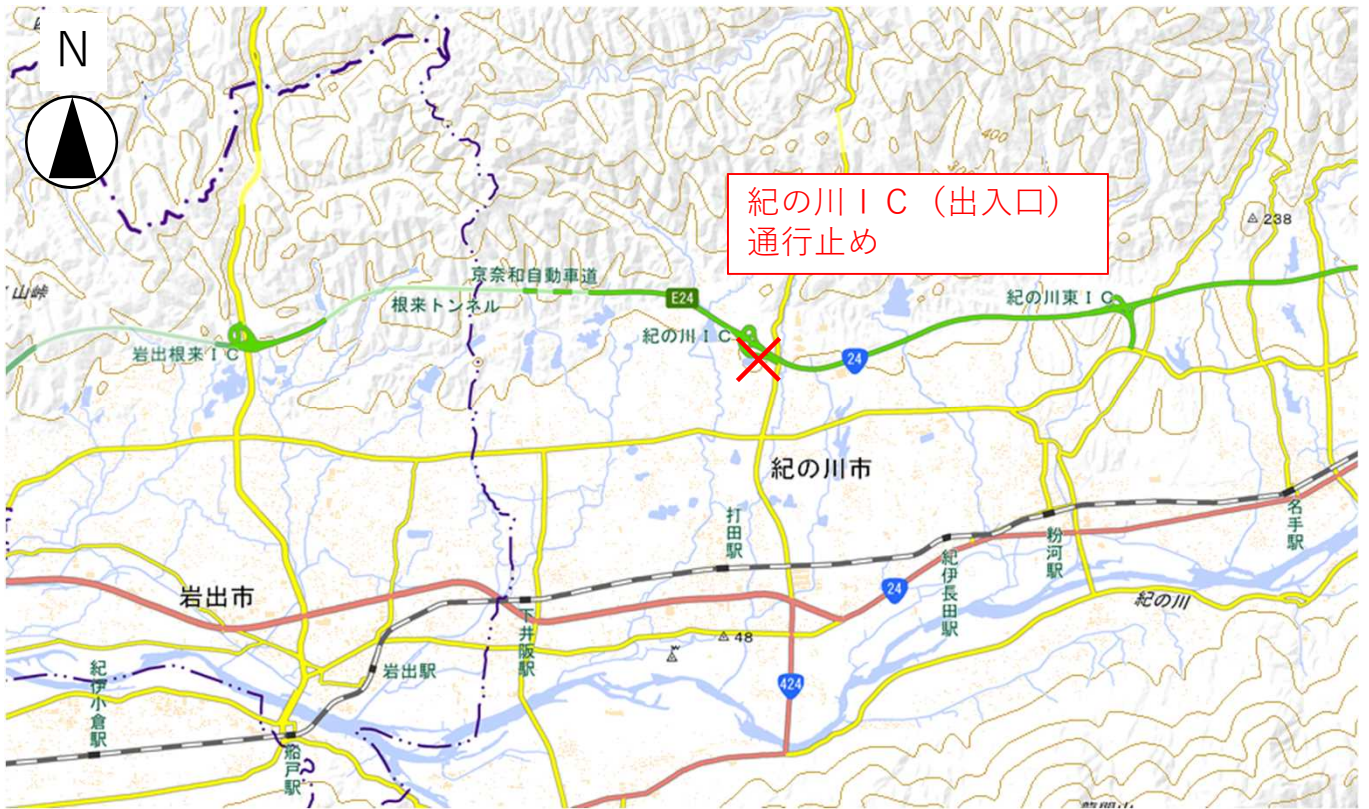 N
紀の川ＩＣ（出入口）
通行止め
400
238
京奈和自動車道
根来トンネル
E24
紀の川東ＩＣ
紀の川ＩＣ
岩出根来ＩＣ
山峠
24
紀の川市
打田駅
名手駅
粉河駅
紀伊長田駅
24
岩出市
紀の川
下井阪駅
48
岩出駅
424
紀伊小倉駅
船戸駅